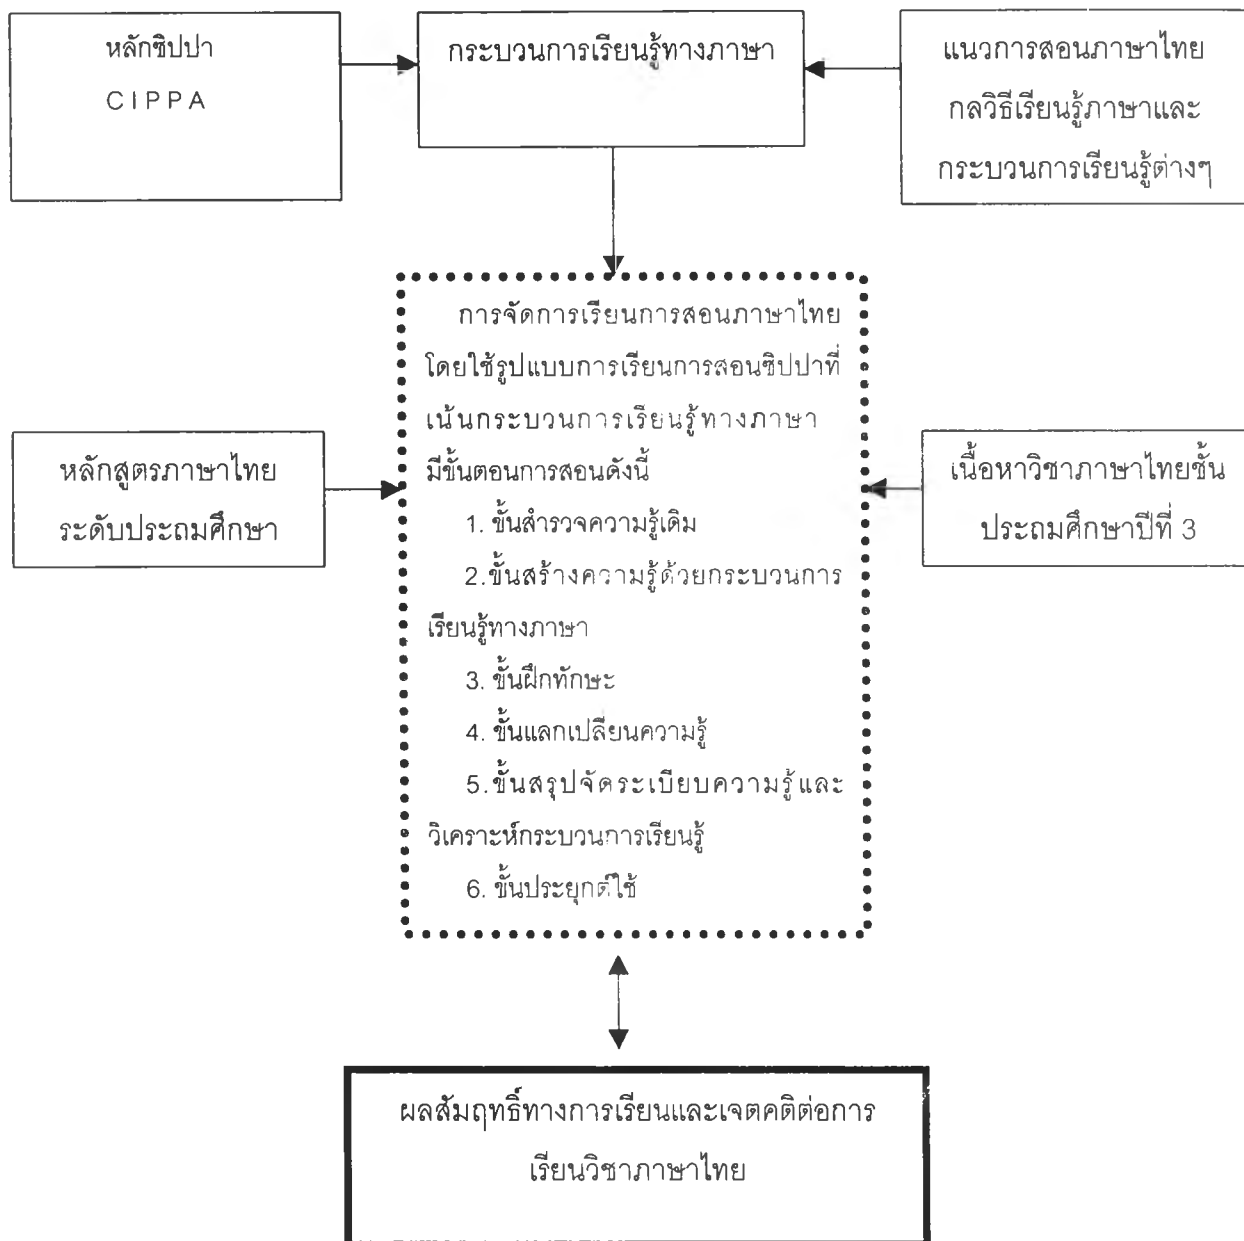 หลักซิปปา
CIPPA
กระบวนการเรียนรู้ทางภาษา
แนวการสอนภาษาไทย
กลวิธีเรียนรู้ภาษาและ
กระบวนการเรียนรู้ต่างๆ
การจัดการเรียนการสอนภาษาไทย
โดยใช้รูปแบบการเรียนการสอนซิปปาที่
เน้นกระบวนการเรียนรู้ทางภาษา
มีขั้นตอนการสอนดังนี้
1. ขั้นสำรวจความรู้เดิม
2.ขั้นสร้างความรู้ด้วยกระบวนการ
เรียนรู้ทางภาษา
3. ขั้นฝึกทักษะ
4. ขั้นแลกเปลี่ยนความรู้
5.ขั้นสรุปจัดระเบียบความรู้และ
วิเคราะห์กระบวนการเรียนรู้
6. ขั้นประยุกต์ใช้
หลักสูตรภาษาไทย
ระดับประถมศึกษา
เนื้อหาวิชาภาษาไทยชั้น
ประถมศึกษาปีที่ 3
ผลสัมฤทธิ์ทางการเรียนและเจตคติต่อการ
เรียนวิชาภาษาไทย